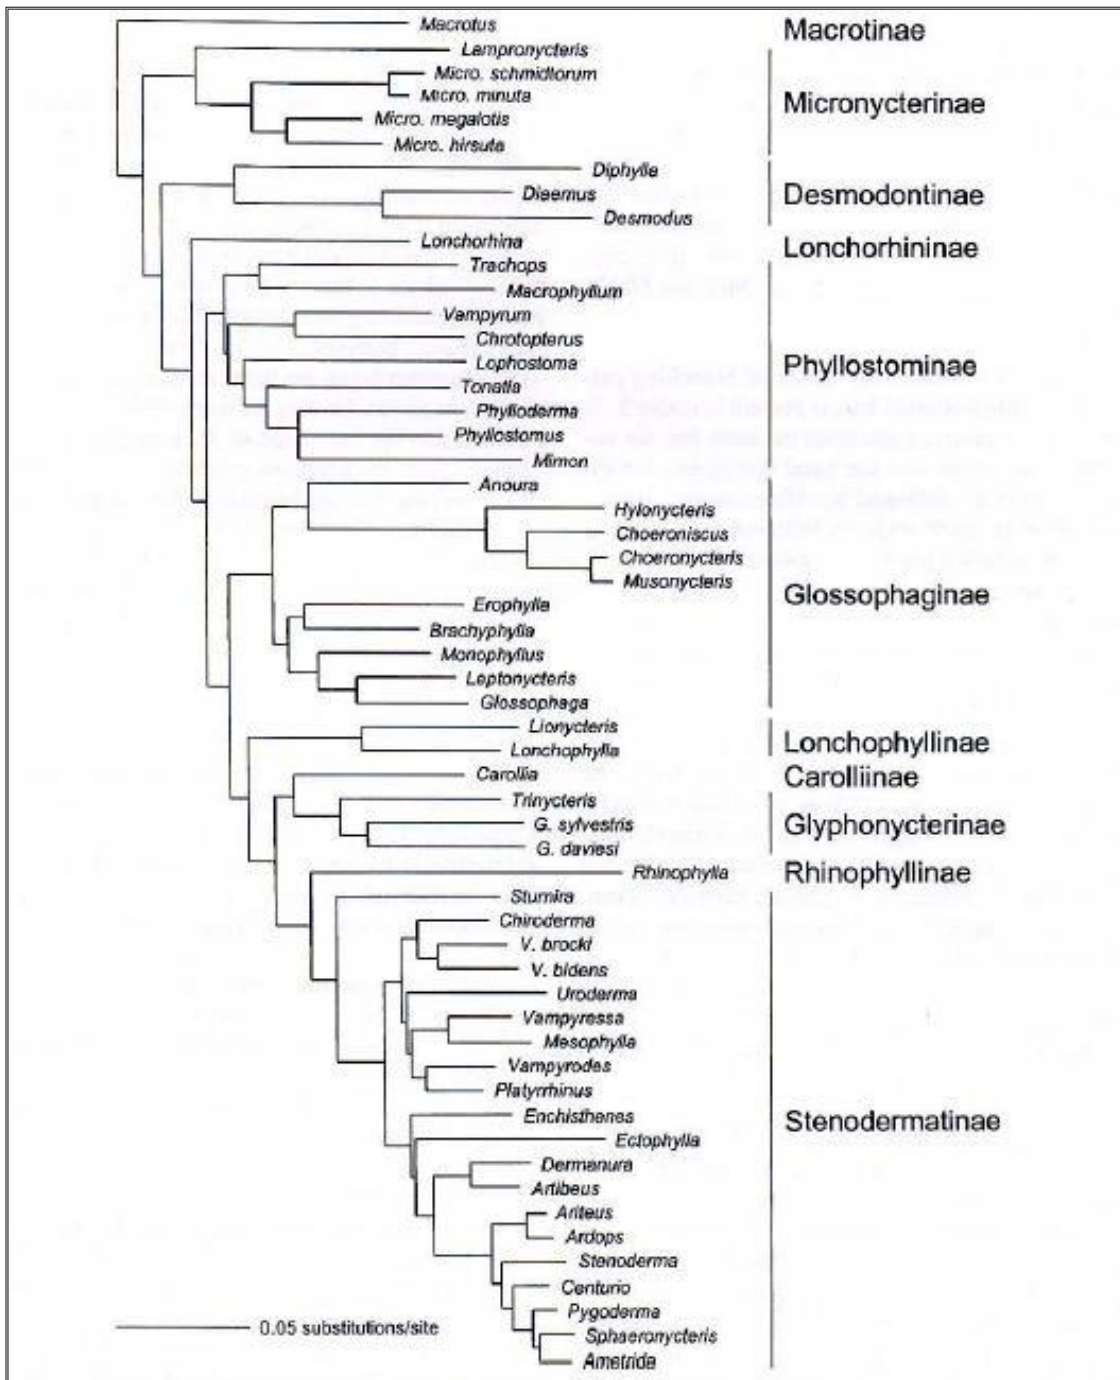 Macrotus
Macrotinae
Lampronycteris
Micro. schmidtorum
Micro. minuta
Micronycterinae
Micro. megalotis
Micro. hirsuta
Diphylla
Diaemus
Desmodontinae
Desmodus
Lonchorhina
Lonchorhininae
Trachops
Macrophyllum
Vampyrum
Chrotopterus
Lophostoma
Phyllostominae
Tonatia
Phylloderma
Phyllostomus
Mimon
Anoura
Hylonycteris
Choeroniscus
Choeronycteris
Musonycteris
Glossophaginae
Erophylla
Brachyphylla
Monophyllus
Leptonycteris
Glossophaga
Lionycteris
Lonchophyllinae
Lonchophylla
Carollia
Carolliinae
Trinycteris
G. sylvestris
Glyphonycterinae
G. daviesi
Rhinophylla
Rhinophyllinae
Sturnira
Chiroderma
V. brocki
V. bidens
Uroderma
Vampyressa
Mesophylla
Vampyrodes
Platyrrhinus
Enchisthenes
Stenodermatinae
Ectophylla
Dermanura
Artibeus
Ariteus
Ardops
Stenoderma
Centurio
Pygoderma
0.05 substitutions/site
Sphaeronycteris
Ametrida